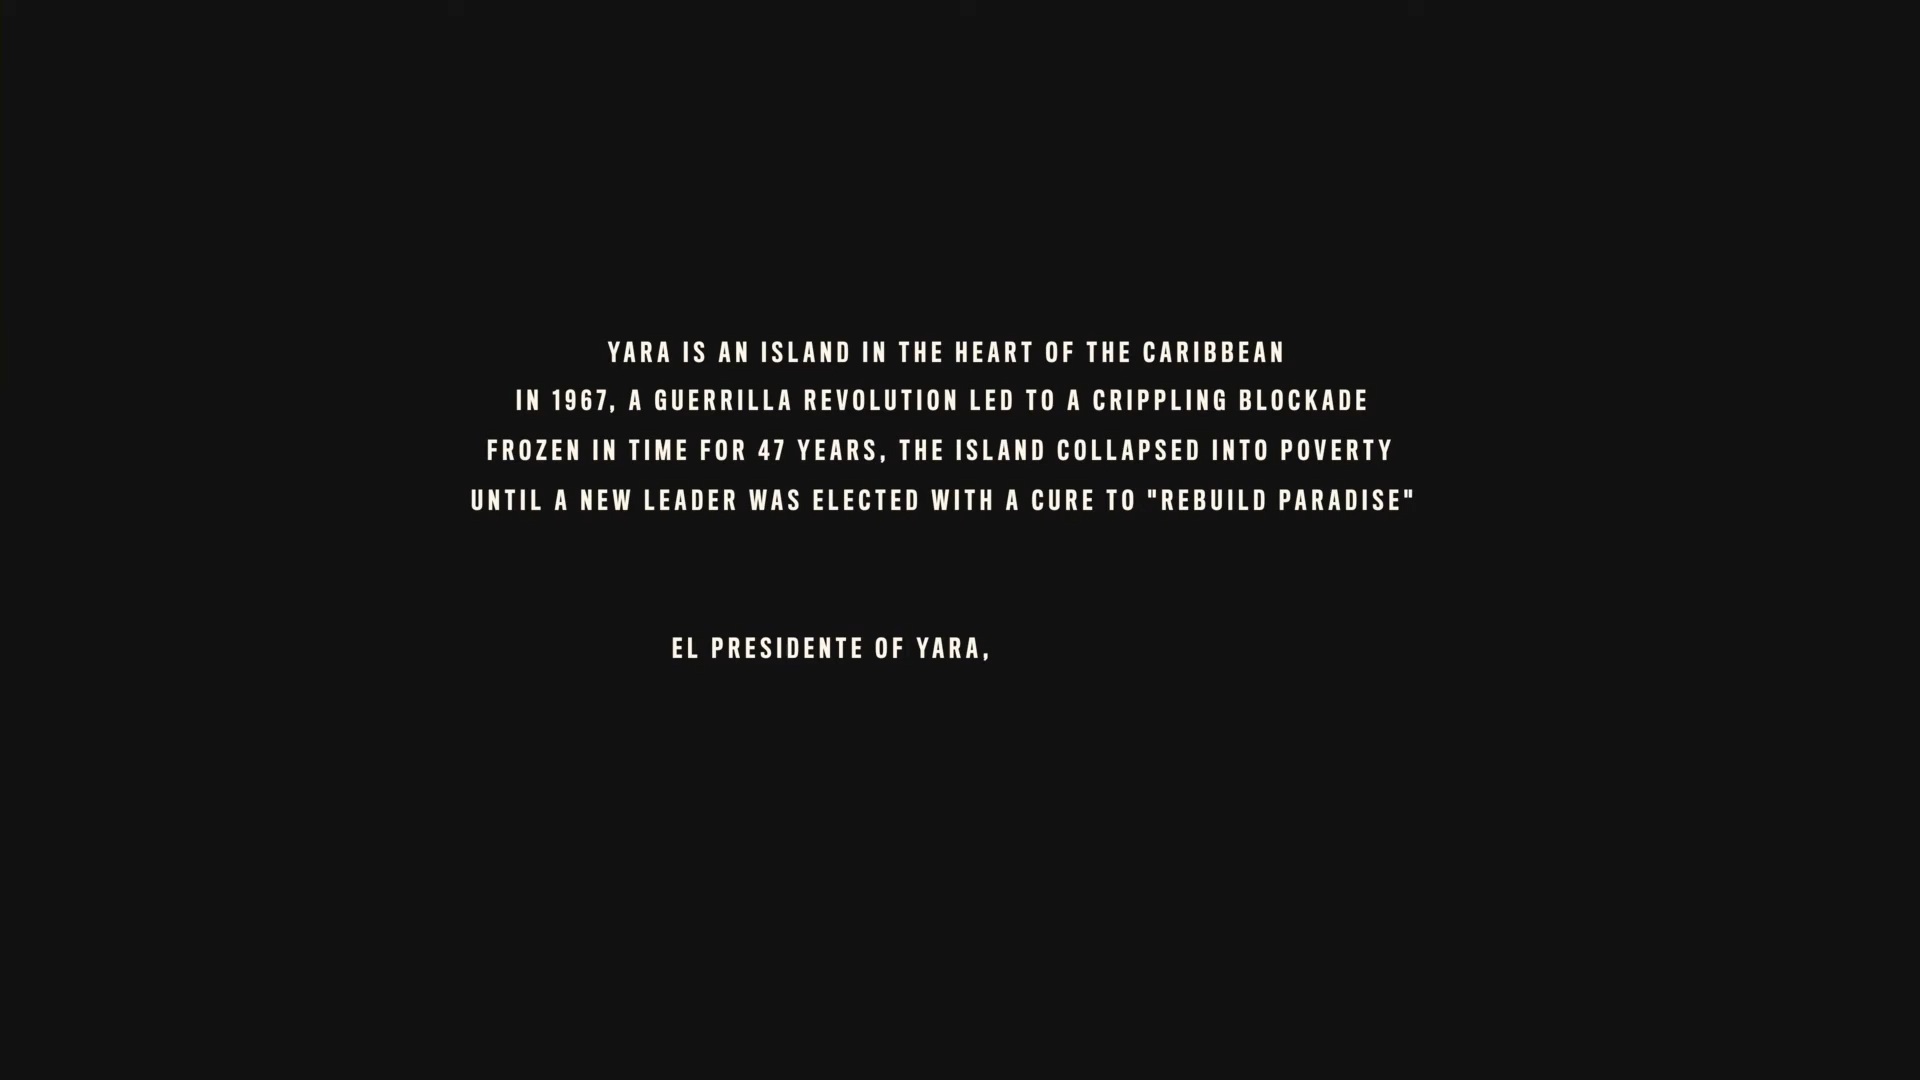 YARA IS AN ISLAND IN THE HEART OF THE CARIBBEAN
IN 1967, A GUERRILLA REVOLUTION LED TO A CRIPPLING BLOCKADE
FROZEN IN TIME FOR 47 YEARS, THE ISLAND COLLAPSED INTO POVERTY
UNTIL A NEW LEADER WAS ELECTED WITH A CURE TO "REBUILD PARADISE"
EL PRESIDENTE OF YARA,